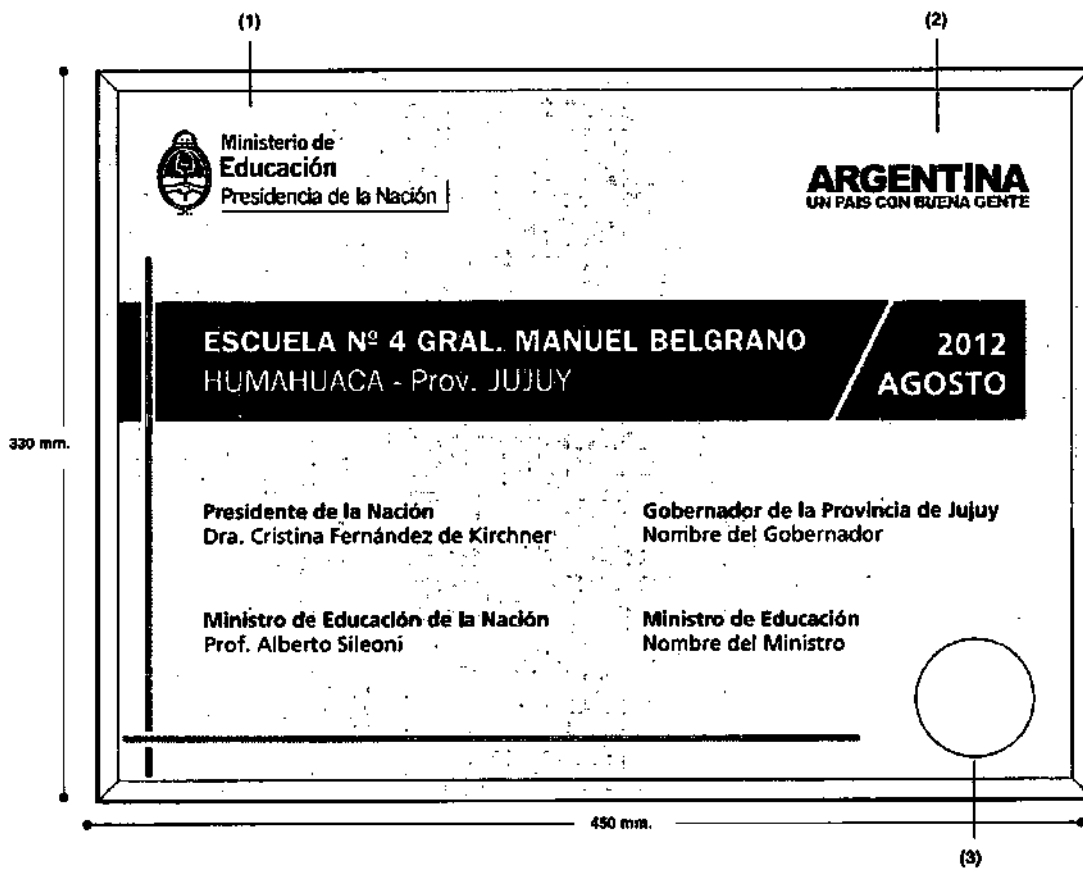 (1)
(2)
Ministerio de
Educación
Presidencia de la Nación
ARGENTINA
UN PAIS CON BUENA GENTE
ESCUELA Nº 4 GRAL. MANUEL BELGRANO
HUMAHUACA - Prov. JUJUY
2012
AGOSTO
330 mm.
Presidente de la Nación
Dra. Cristina Fernández de Kirchner
Gobernador de la Provincia de Jujuy
Nombre del Gobernador
Ministro de Educación de la Nación
Prof. Alberto Sileoni
Ministro de Educación
Nombre del Ministro
450 mm.
(3)